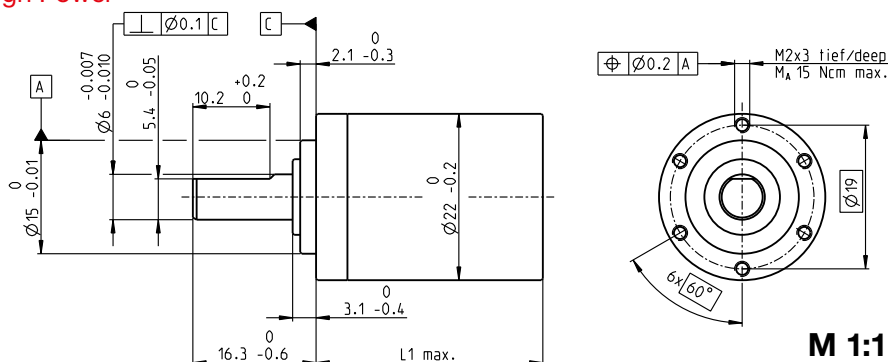 ⊥ Ø0.1 C
C
0
2.1 -0.3
A
-0.007
Ø6 -0.010
0
5.4 -0.05
+0.2
10.2 0
0
Ø15 -0.01
0
Ø22 -0.2
0
3.1 -0.4
0
16.3 -0.6
L1 max.
⌖ Ø0.2 A
M2x3 tief/deep
MA 15 Ncm max.
Ø19
6x 60°
M 1:1